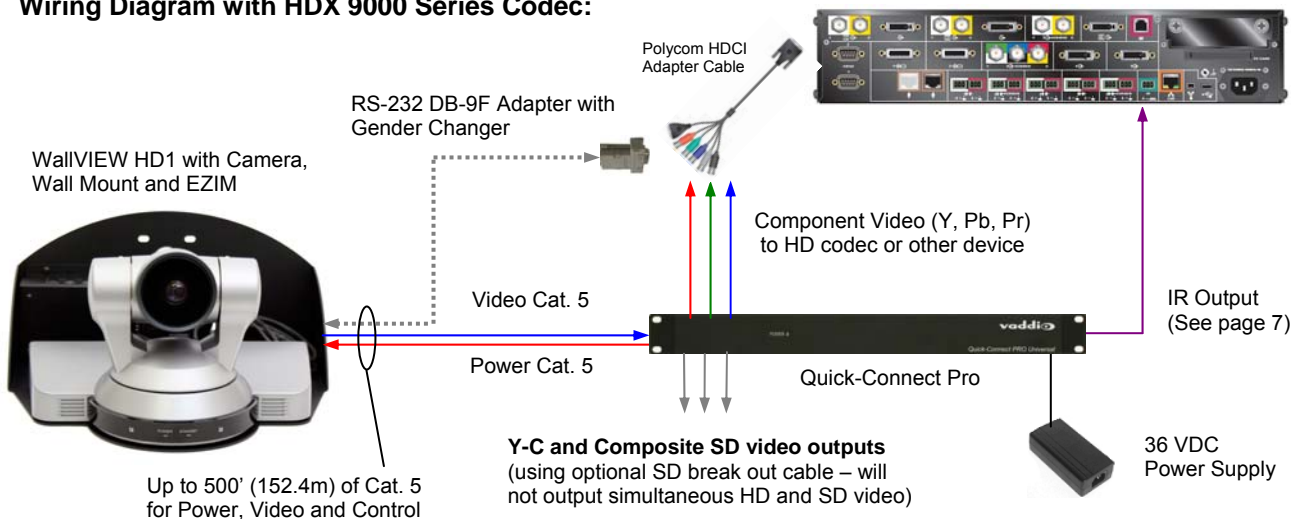 Wiring Diagram with HDX 9000 Series Codec:
Polycom HDCI
Adapter Cable
RS-232 DB-9F Adapter with
Gender Changer
WallVIEW HD1 with Camera,
Wall Mount and EZIM
Component Video (Y, Pb, Pr)
to HD codec or other device
Video Cat. 5
IR Output
(See page 7)
vaddio
POWER
Quick-Connect PRO Universal
Power Cat. 5
Quick-Connect Pro
Y-C and Composite SD video outputs
(using optional SD break out cable – will
not output simultaneous HD and SD video)
36 VDC
Power Supply
POWER STANDBY
Up to 500’ (152.4m) of Cat. 5
for Power, Video and Control